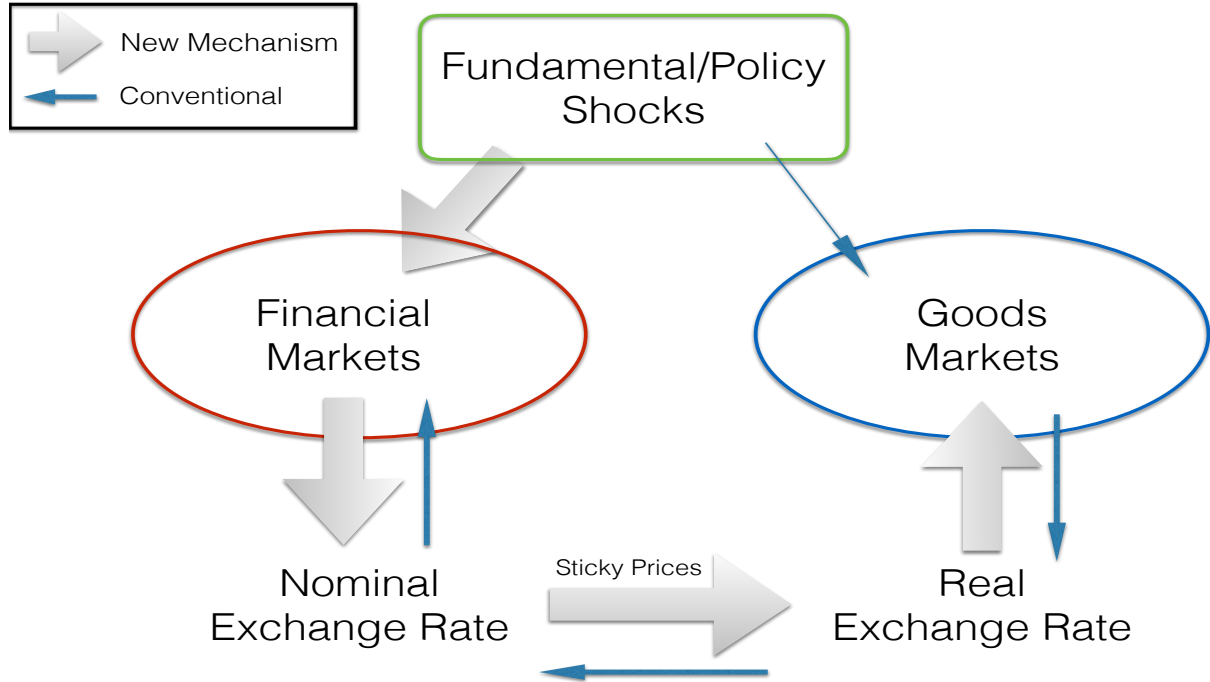 New Mechanism
Conventional
Fundamental/Policy
Shocks
Financial
Markets
Goods
Markets
Sticky Prices
Nominal
Exchange Rate
Real
Exchange Rate